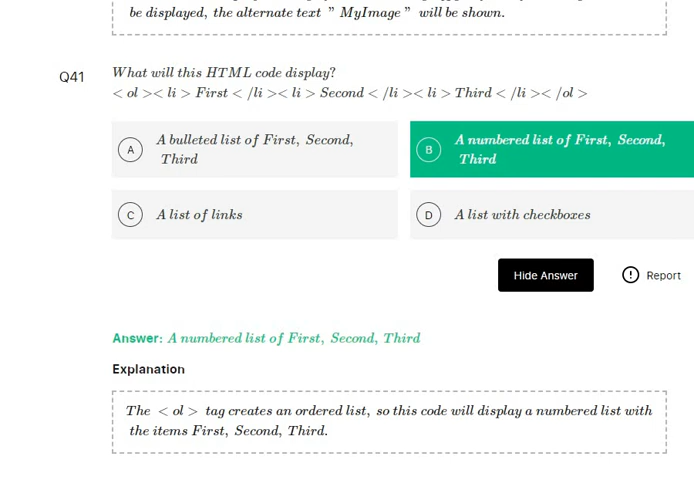 be displayed, the alternate text " MyImage " will be shown.
Q41
What will this HTML code display?
< ol >< li > First < /li >< li > Second < /li >< li > Third < /li >< /ol >
A
A bulleted list of First, Second,
Third
B
A numbered list of First, Second,
Third
C
A list of links
D
A list with checkboxes
Hide Answer
! Report
Answer: A numbered list of First, Second, Third
Explanation
The < ol > tag creates an ordered list, so this code will display a numbered list with
the items First, Second, Third.